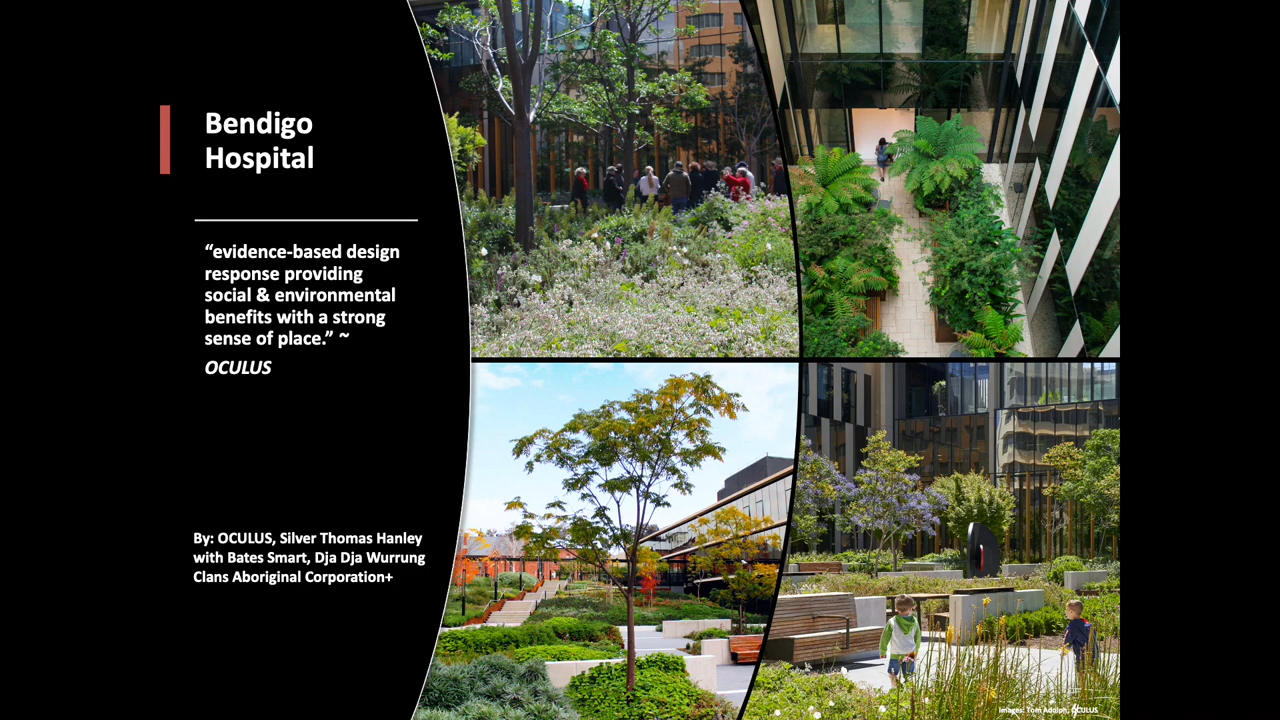 Bendigo
Hospital
“evidence-based design
response providing
social & environmental
benefits with a strong
sense of place.” ~
OCULUS
By: OCULUS, Silver Thomas Hanley
with Bates Smart, Dja Dja Wurrung
Clans Aboriginal Corporation+
Images: Tom Adolph, OCULUS